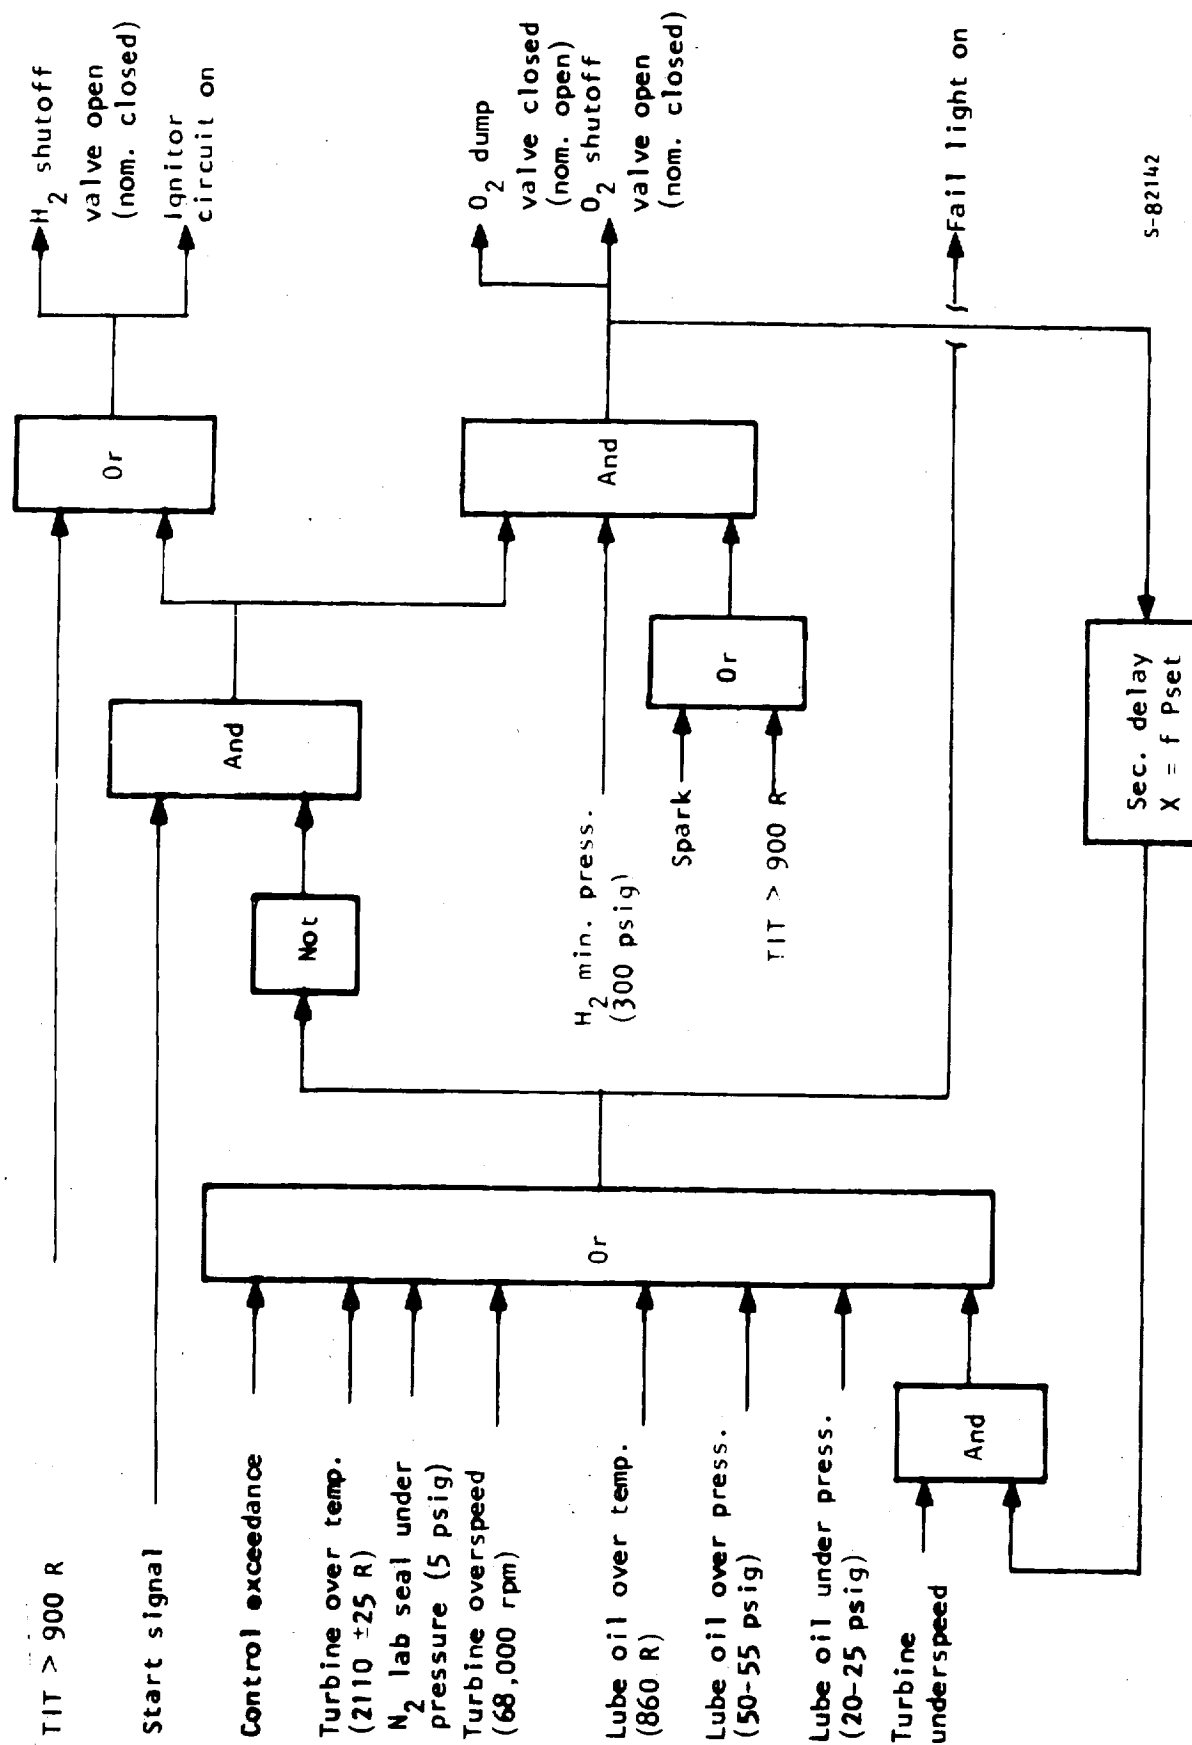 TIT > 900 R
Start signal
Control exceedance
Turbine over temp.
(2110 ±25 R)
N2 lab seal under
pressure (5 psig)
Turbine overspeed
(68,000 rpm)
Lube oil over temp.
(860 R)
Lube oil over press.
(50-55 psig)
Lube oil under press.
(20-25 psig)
Turbine
underspeed
And
Or
Not
And
H2 min. press.
(300 psig)
Spark
TIT > 900 R
Or
Or
And
Sec. delay
X = f Pset
H2 shutoff
valve open
(nom. closed)
Ignitor
circuit on
O2 dump
valve closed
(nom. open)
O2 shutoff
valve open
(nom. closed)
Fail light on
S-82142